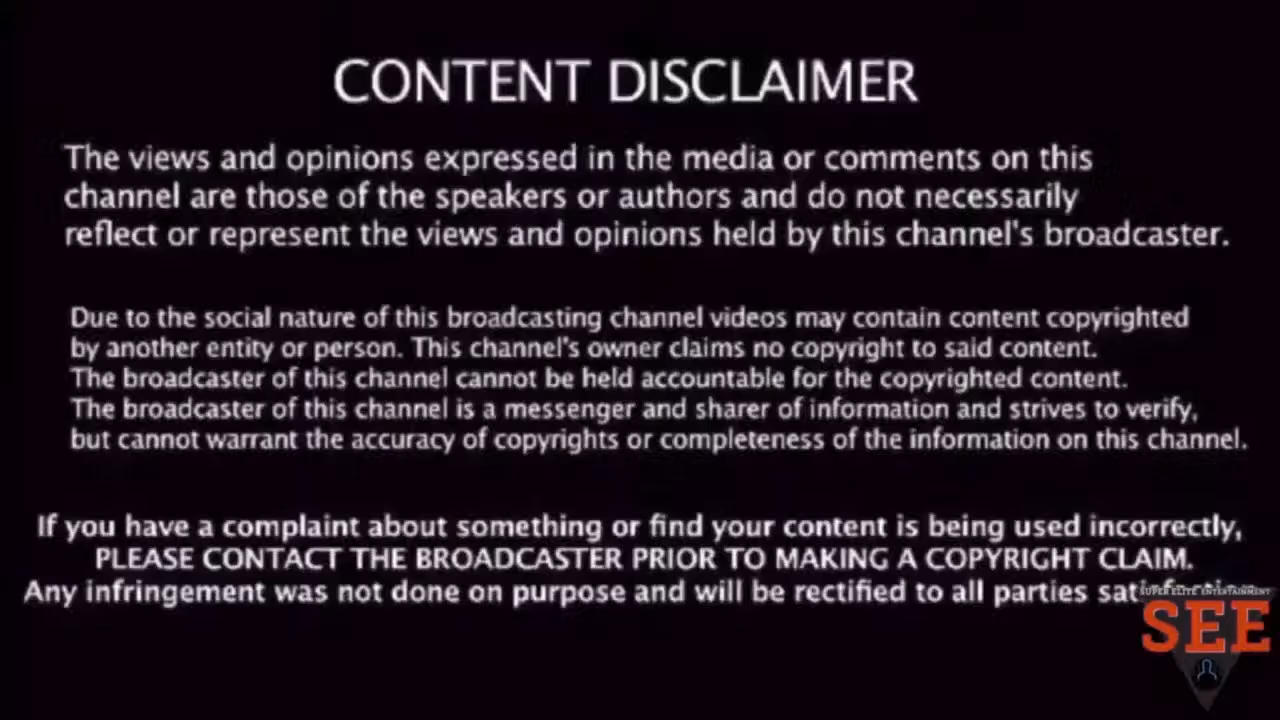 CONTENT DISCLAIMER
The views and opinions expressed in the media or comments on this
channel are those of the speakers or authors and do not necessarily
reflect or represent the views and opinions held by this channel's broadcaster.
Due to the social nature of this broadcasting channel videos may contain content copyrighted
by another entity or person. This channel's owner claims no copyright to said content.
The broadcaster of this channel cannot be held accountable for the copyrighted content.
The broadcaster of this channel is a messenger and sharer of information and strives to verify,
but cannot warrant the accuracy of copyrights or completeness of the information on this channel.
If you have a complaint about something or find your content is being used incorrectly,
PLEASE CONTACT THE BROADCASTER PRIOR TO MAKING A COPYRIGHT CLAIM.
Any infringement was not done on purpose and will be rectified to all parties
SUPER ELITE ENTERTAINMENT
SEE